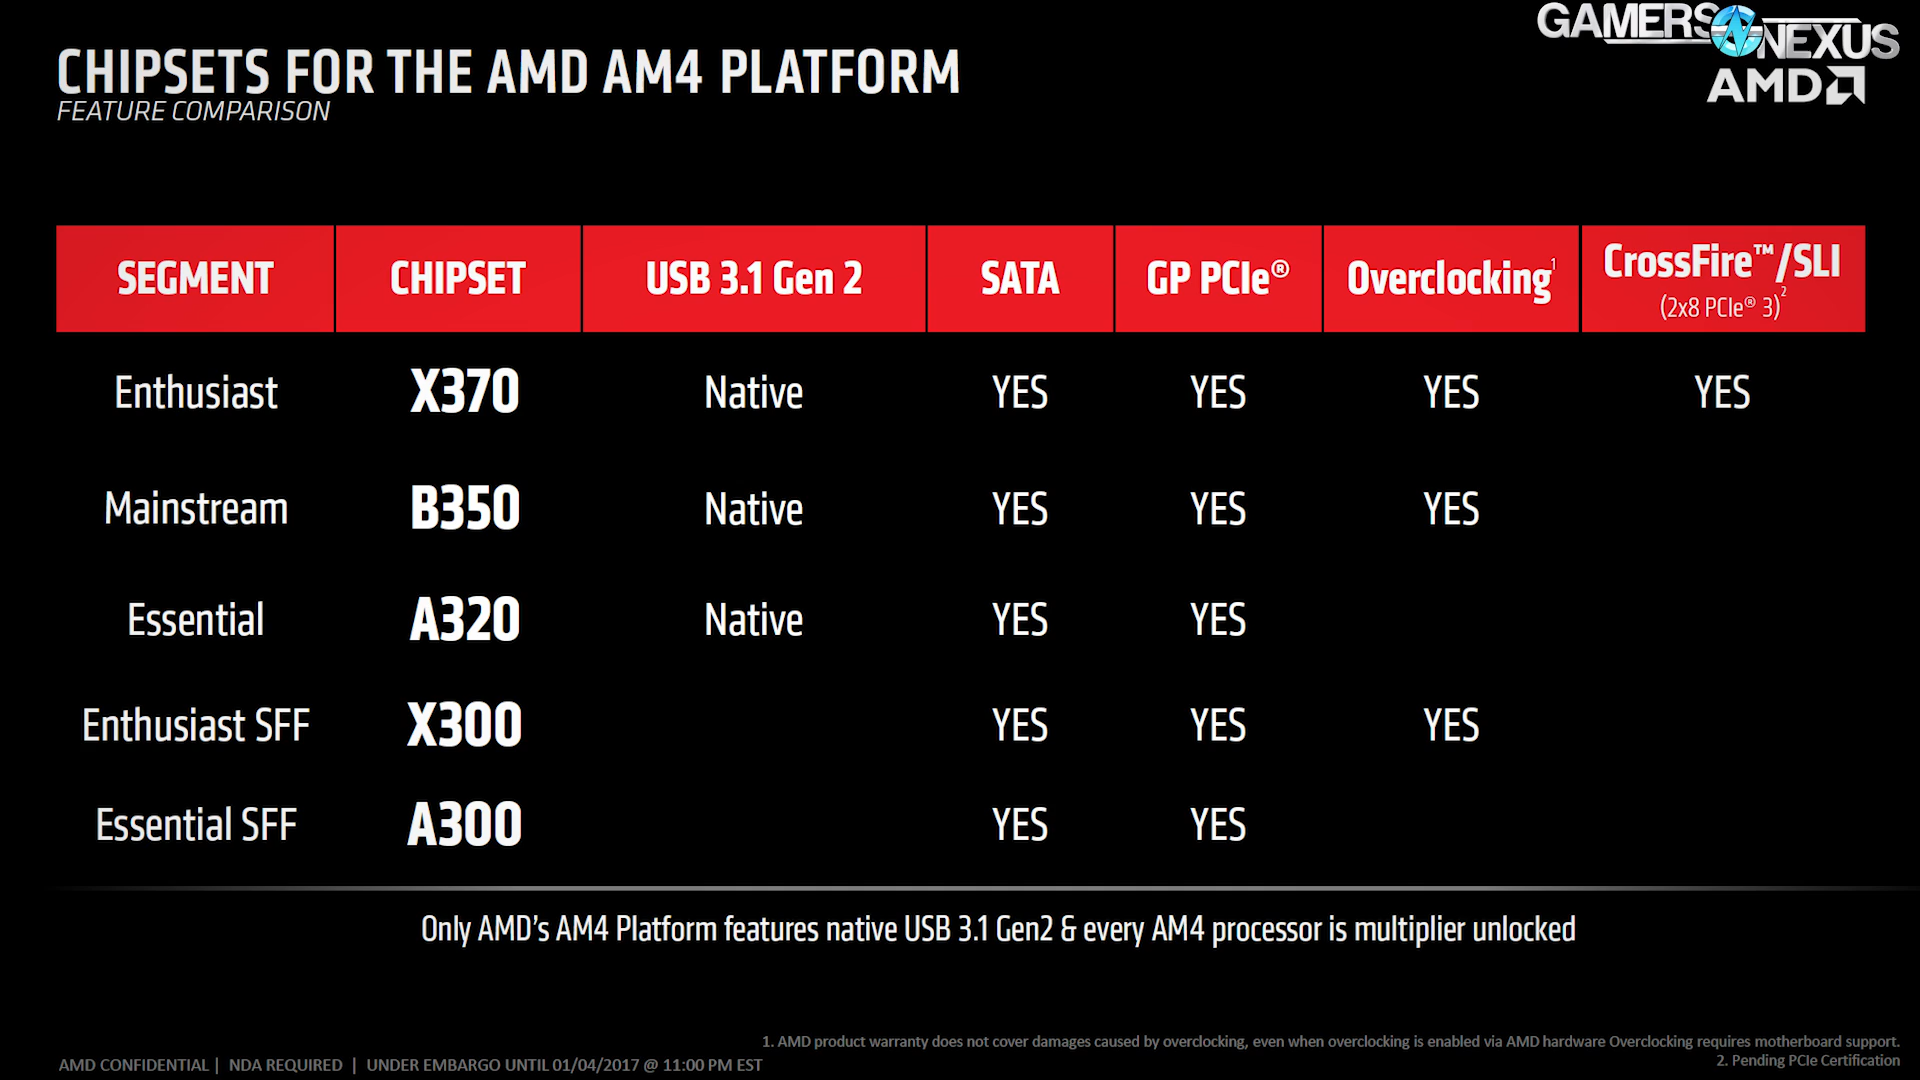 GAMERS NEXUS
CHIPSETS FOR THE AMD AM4 PLATFORM
AMD
FEATURE COMPARISON
SEGMENT CHIPSET USB 3.1 Gen 2 SATA GP PCIe® Overclocking¹ CrossFire™/SLI
(2x8 PCIe® 3)²
Enthusiast X370 Native YES YES YES YES
Mainstream B350 Native YES YES YES
Essential A320 Native YES YES
Enthusiast SFF X300 YES YES YES
Essential SFF A300 YES YES
Only AMD’s AM4 Platform features native USB 3.1 Gen2 & every AM4 processor is multiplier unlocked
1. AMD product warranty does not cover damages caused by overclocking, even when overclocking is enabled via AMD hardware Overclocking requires motherboard support.
2. Pending PCIe Certification
AMD CONFIDENTIAL | NDA REQUIRED | UNDER EMBARGO UNTIL 01/04/2017 @ 11:00 PM EST